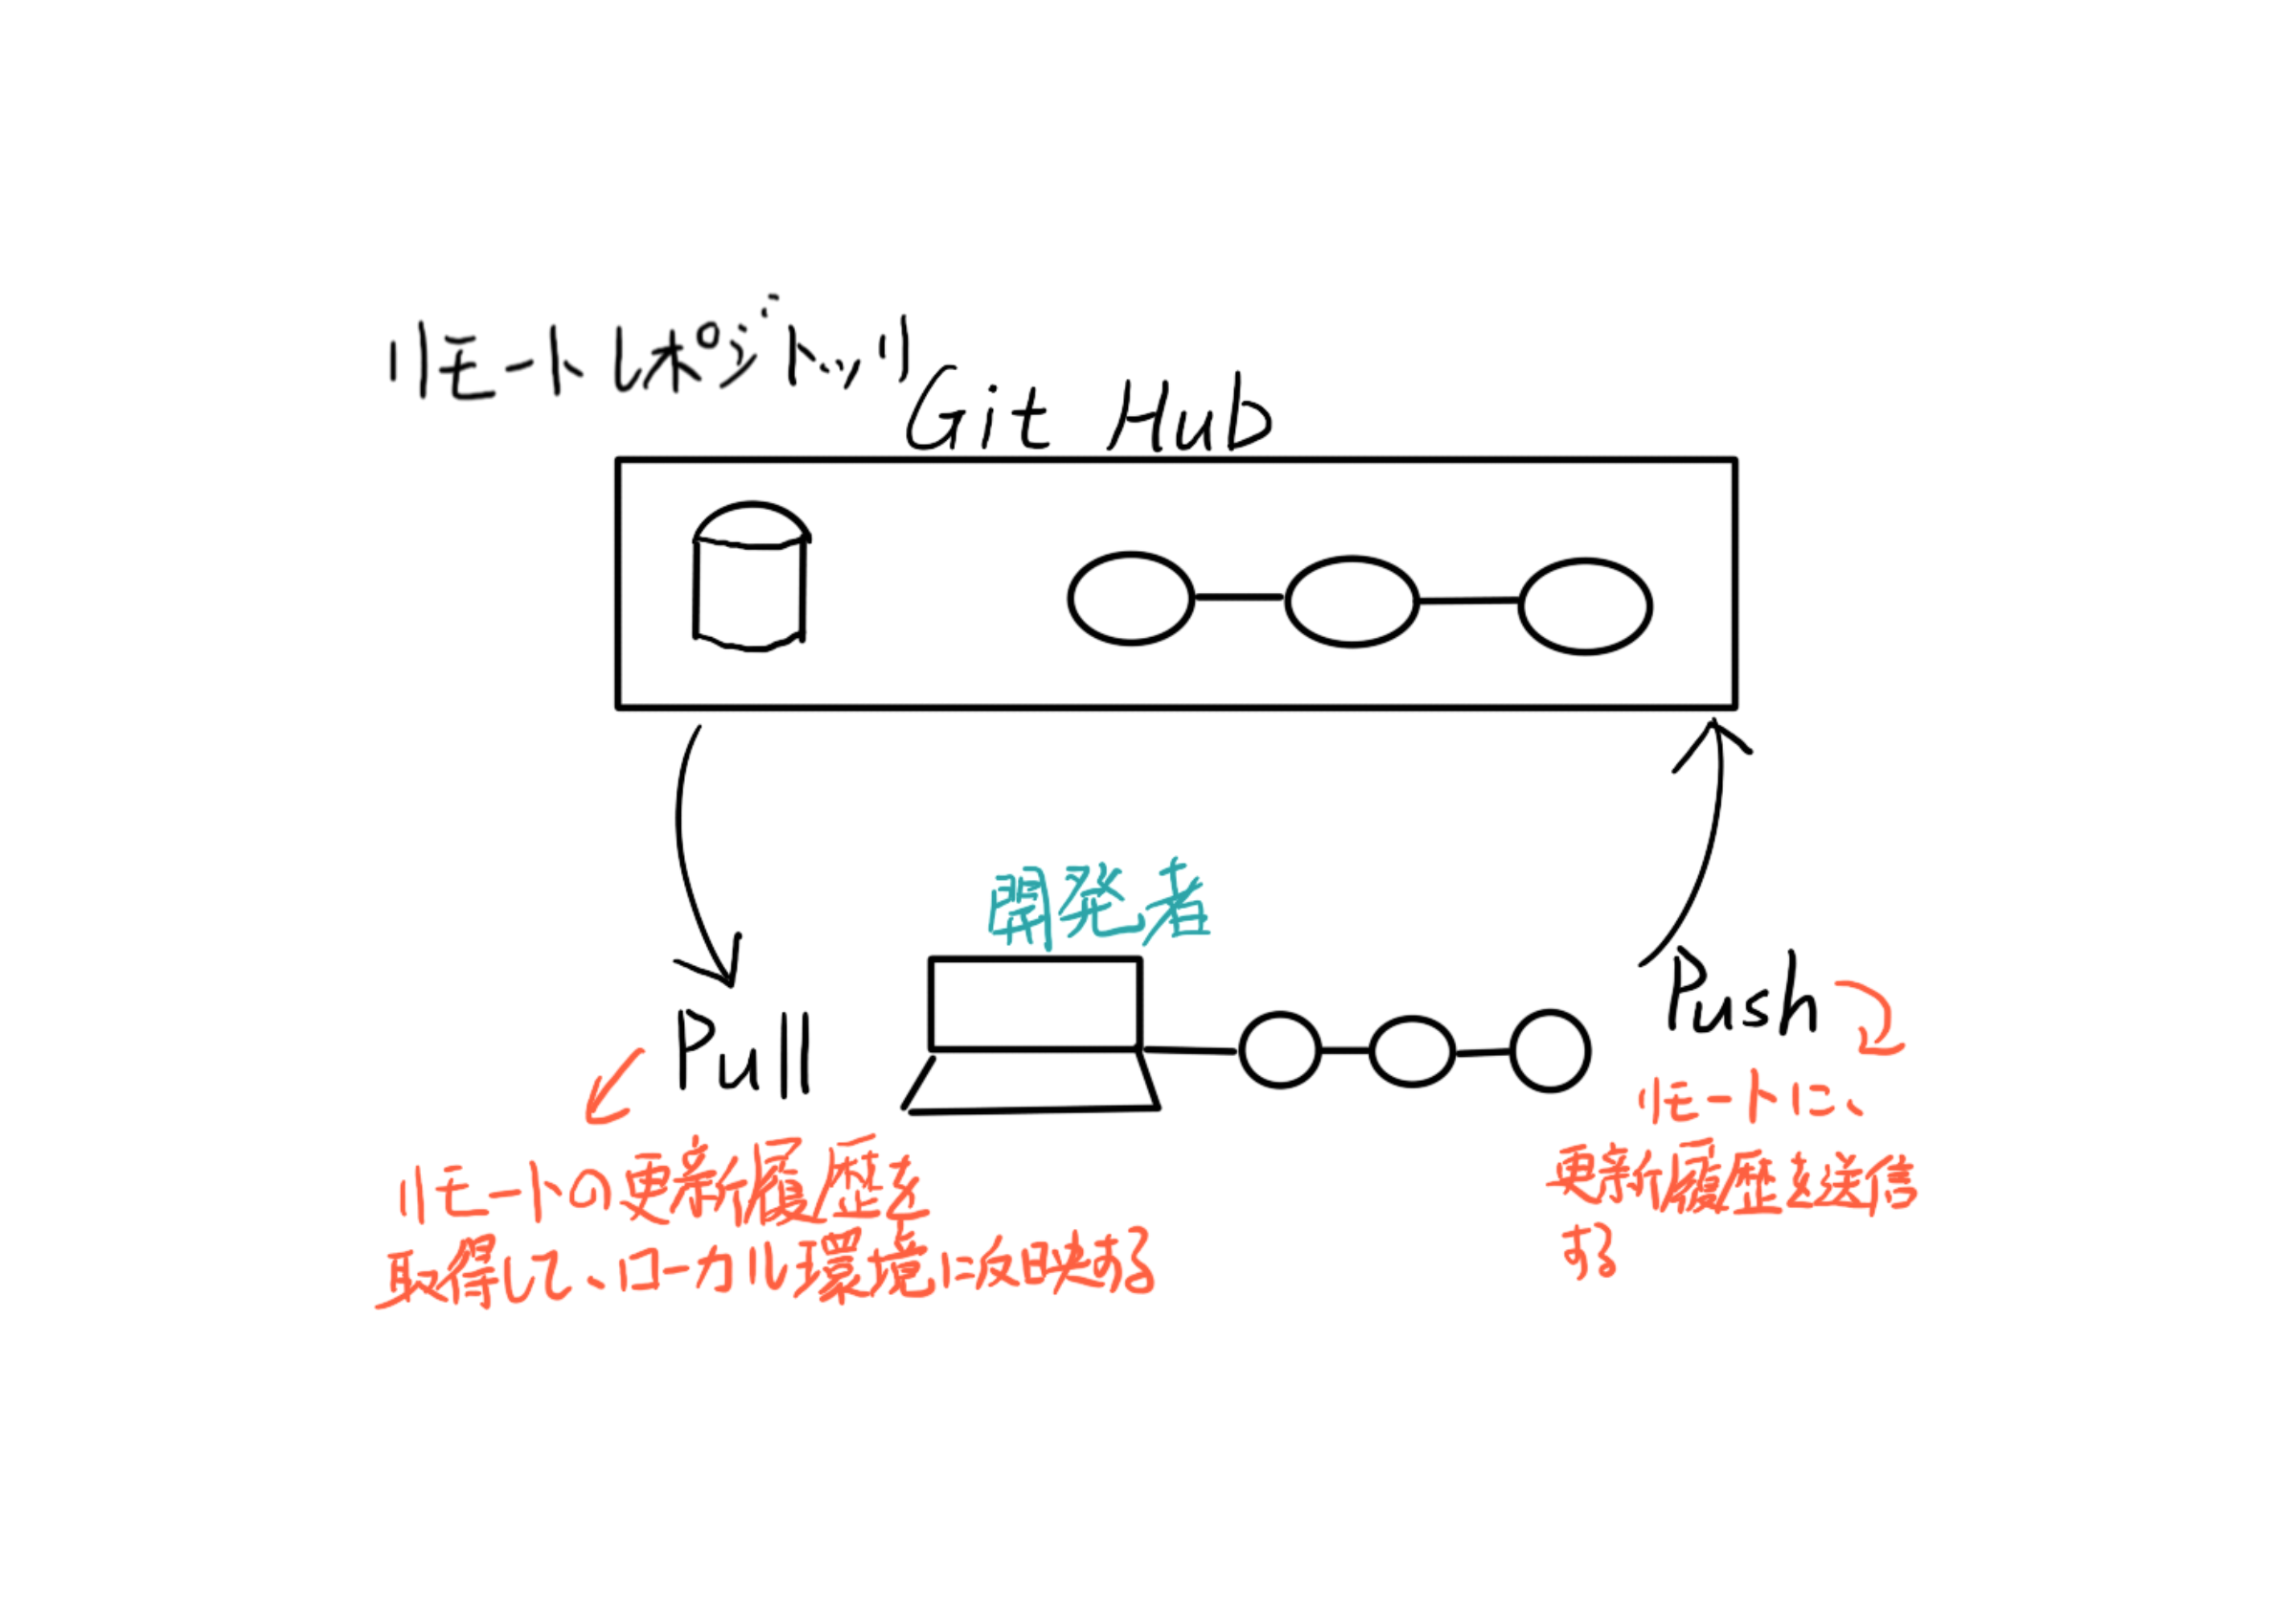 リモートレポジトッリ
Git Hub
開発者
Pull
Push
リモートの更新履歴を
取得して、ローカル環境に反映する
リモートに、
更新履歴を送信
する